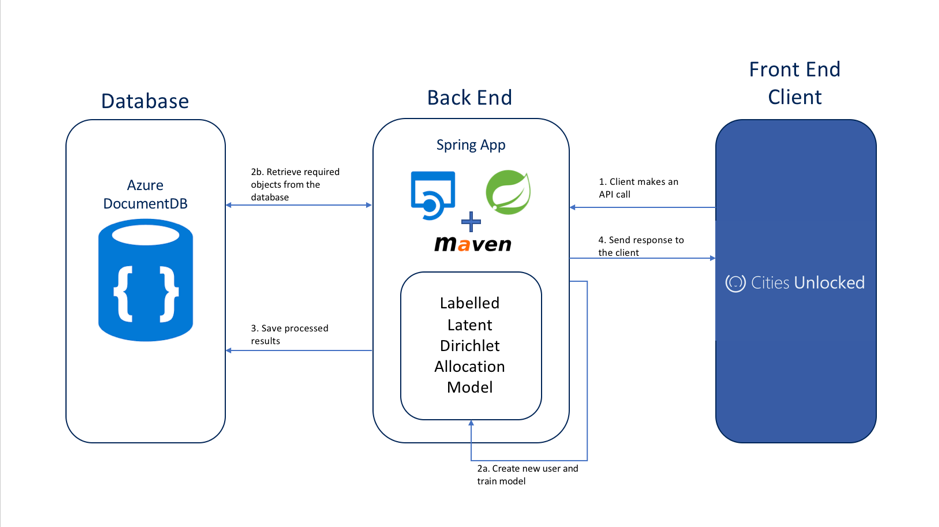 Database
Back End
Front End
Client
Azure
DocumentDB
{ }
2b. Retrieve required
objects from the
database
3. Save processed
results
Spring App
+
maven
Labelled
Latent
Dirichlet
Allocation
Model
2a. Create new user and
train model
1. Client makes an
API call
4. Send response to
the client
Cities Unlocked